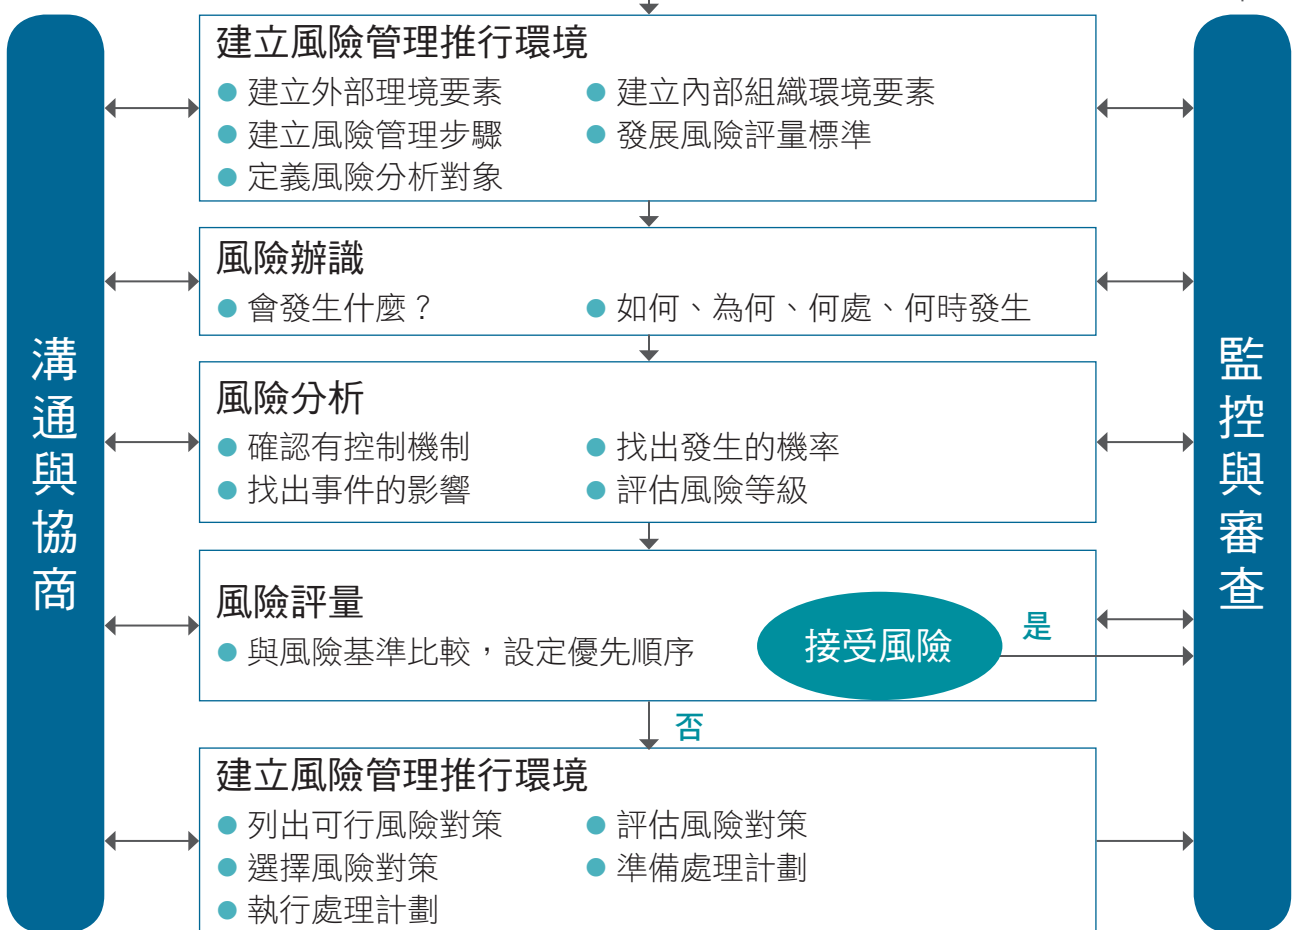 建立風險管理推行環境
● 建立外部理境要素 ● 建立內部組織環境要素
● 建立風險管理步驟 ● 發展風險評量標準
● 定義風險分析對象
風險辦識
● 會發生什麼？ ● 如何、為何、何處、何時發生
風險分析
● 確認有控制機制 ● 找出發生的機率
● 找出事件的影響 ● 評估風險等級
風險評量
● 與風險基準比較，設定優先順序
接受風險
是
否
建立風險管理推行環境
● 列出可行風險對策 ● 評估風險對策
● 選擇風險對策 ● 準備處理計劃
● 執行處理計劃
溝通與協商
監控與審查